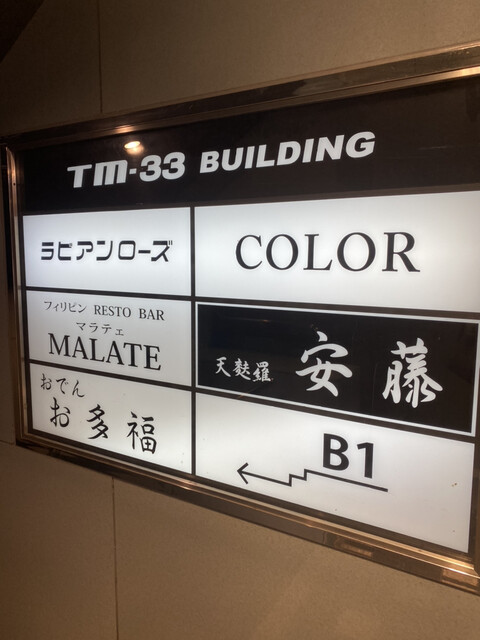 TM-33 BUILDING
ラビアンローズ
COLOR
フィリピン RESTO BAR
マラテェ
MALATE
天麩羅 安藤
おでん
お多福
B1